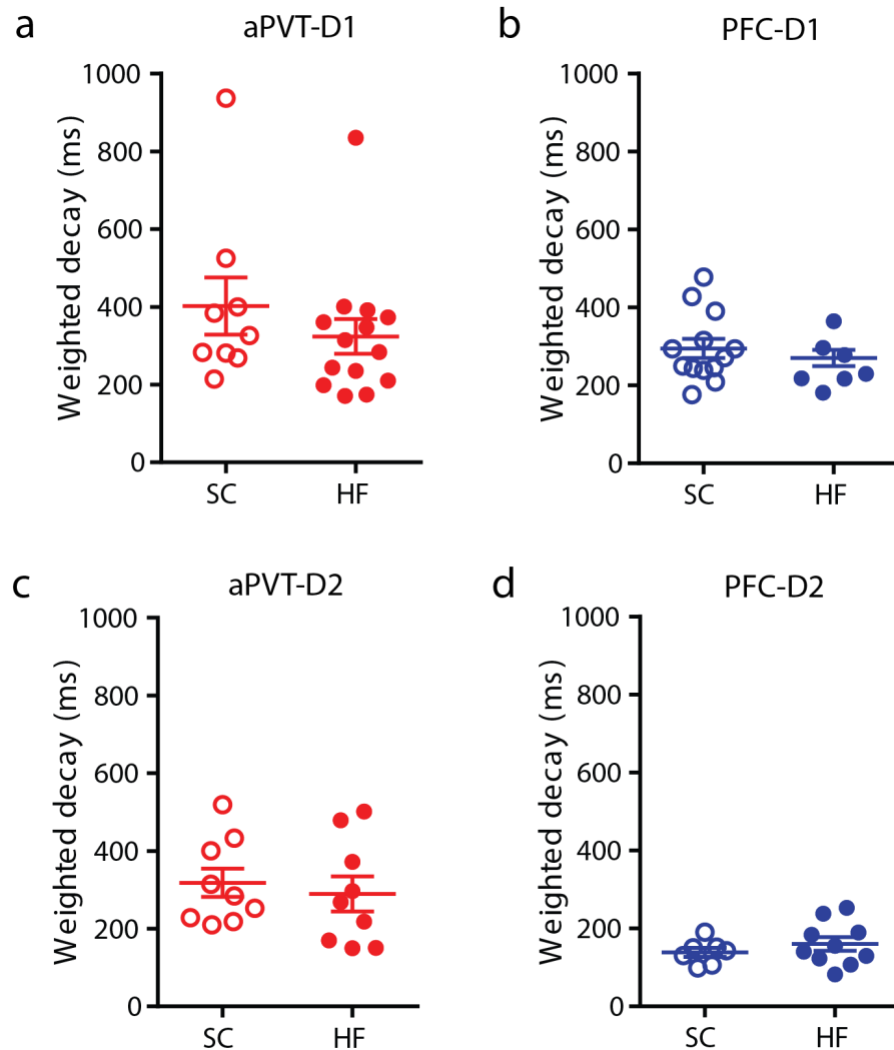 a
aPVT-D1
Weighted decay (ms)
1000
800
600
400
200
0
SC
HF
b
PFC-D1
Weighted decay (ms)
1000
800
600
400
200
0
SC
HF
c
aPVT-D2
Weighted decay (ms)
1000
800
600
400
200
0
SC
HF
d
PFC-D2
Weighted decay (ms)
1000
800
600
400
200
0
SC
HF